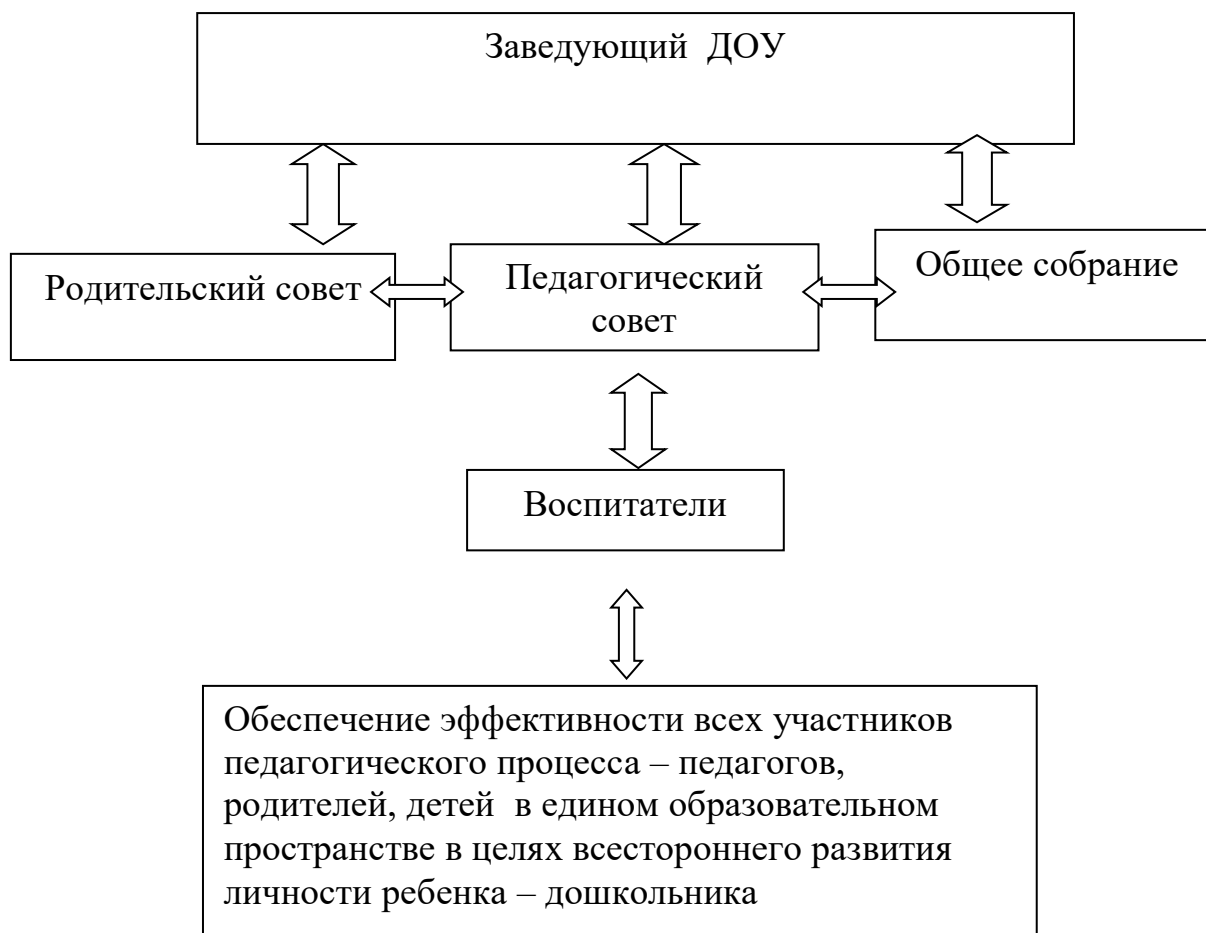 Заведующий ДОУ
Родительский совет
Педагогический
совет
Общее собрание
Воспитатели
Обеспечение эффективности всех участников
педагогического процесса – педагогов,
родителей, детей в едином образовательном
пространстве в целях всестороннего развития
личности ребенка – дошкольника